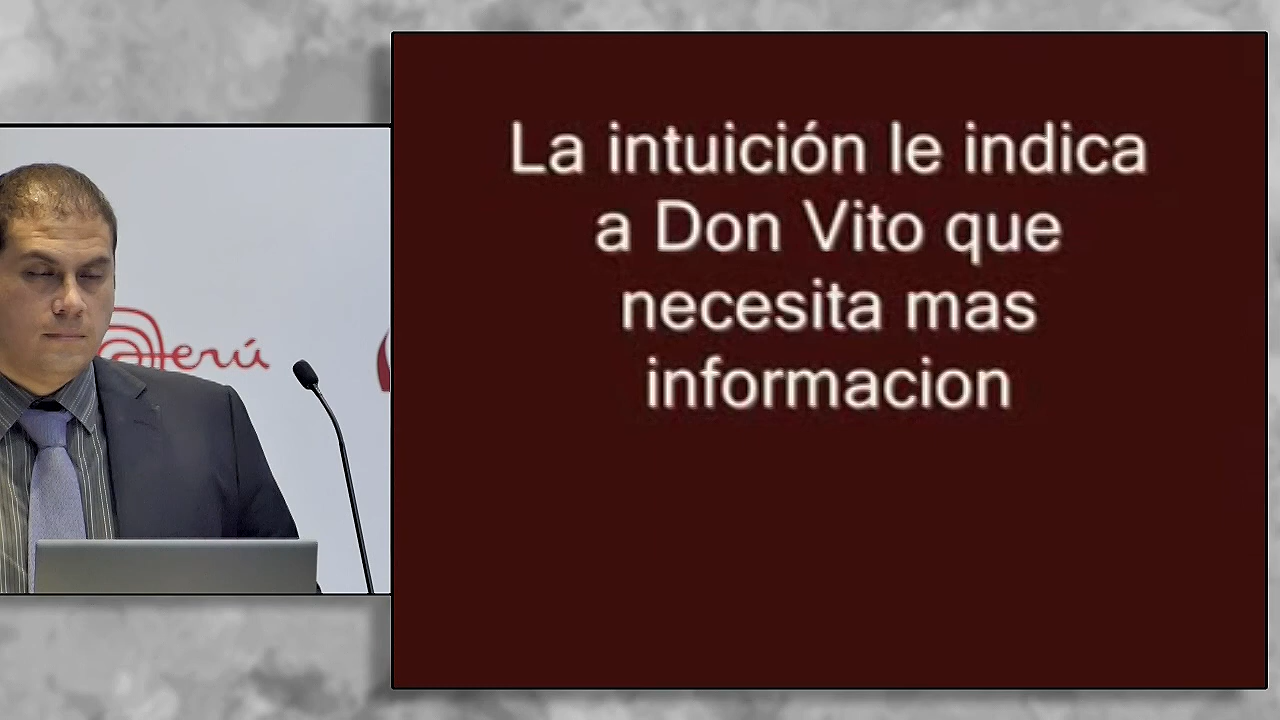 La intuición le indica
a Don Vito que
necesita mas
informacion
Perú